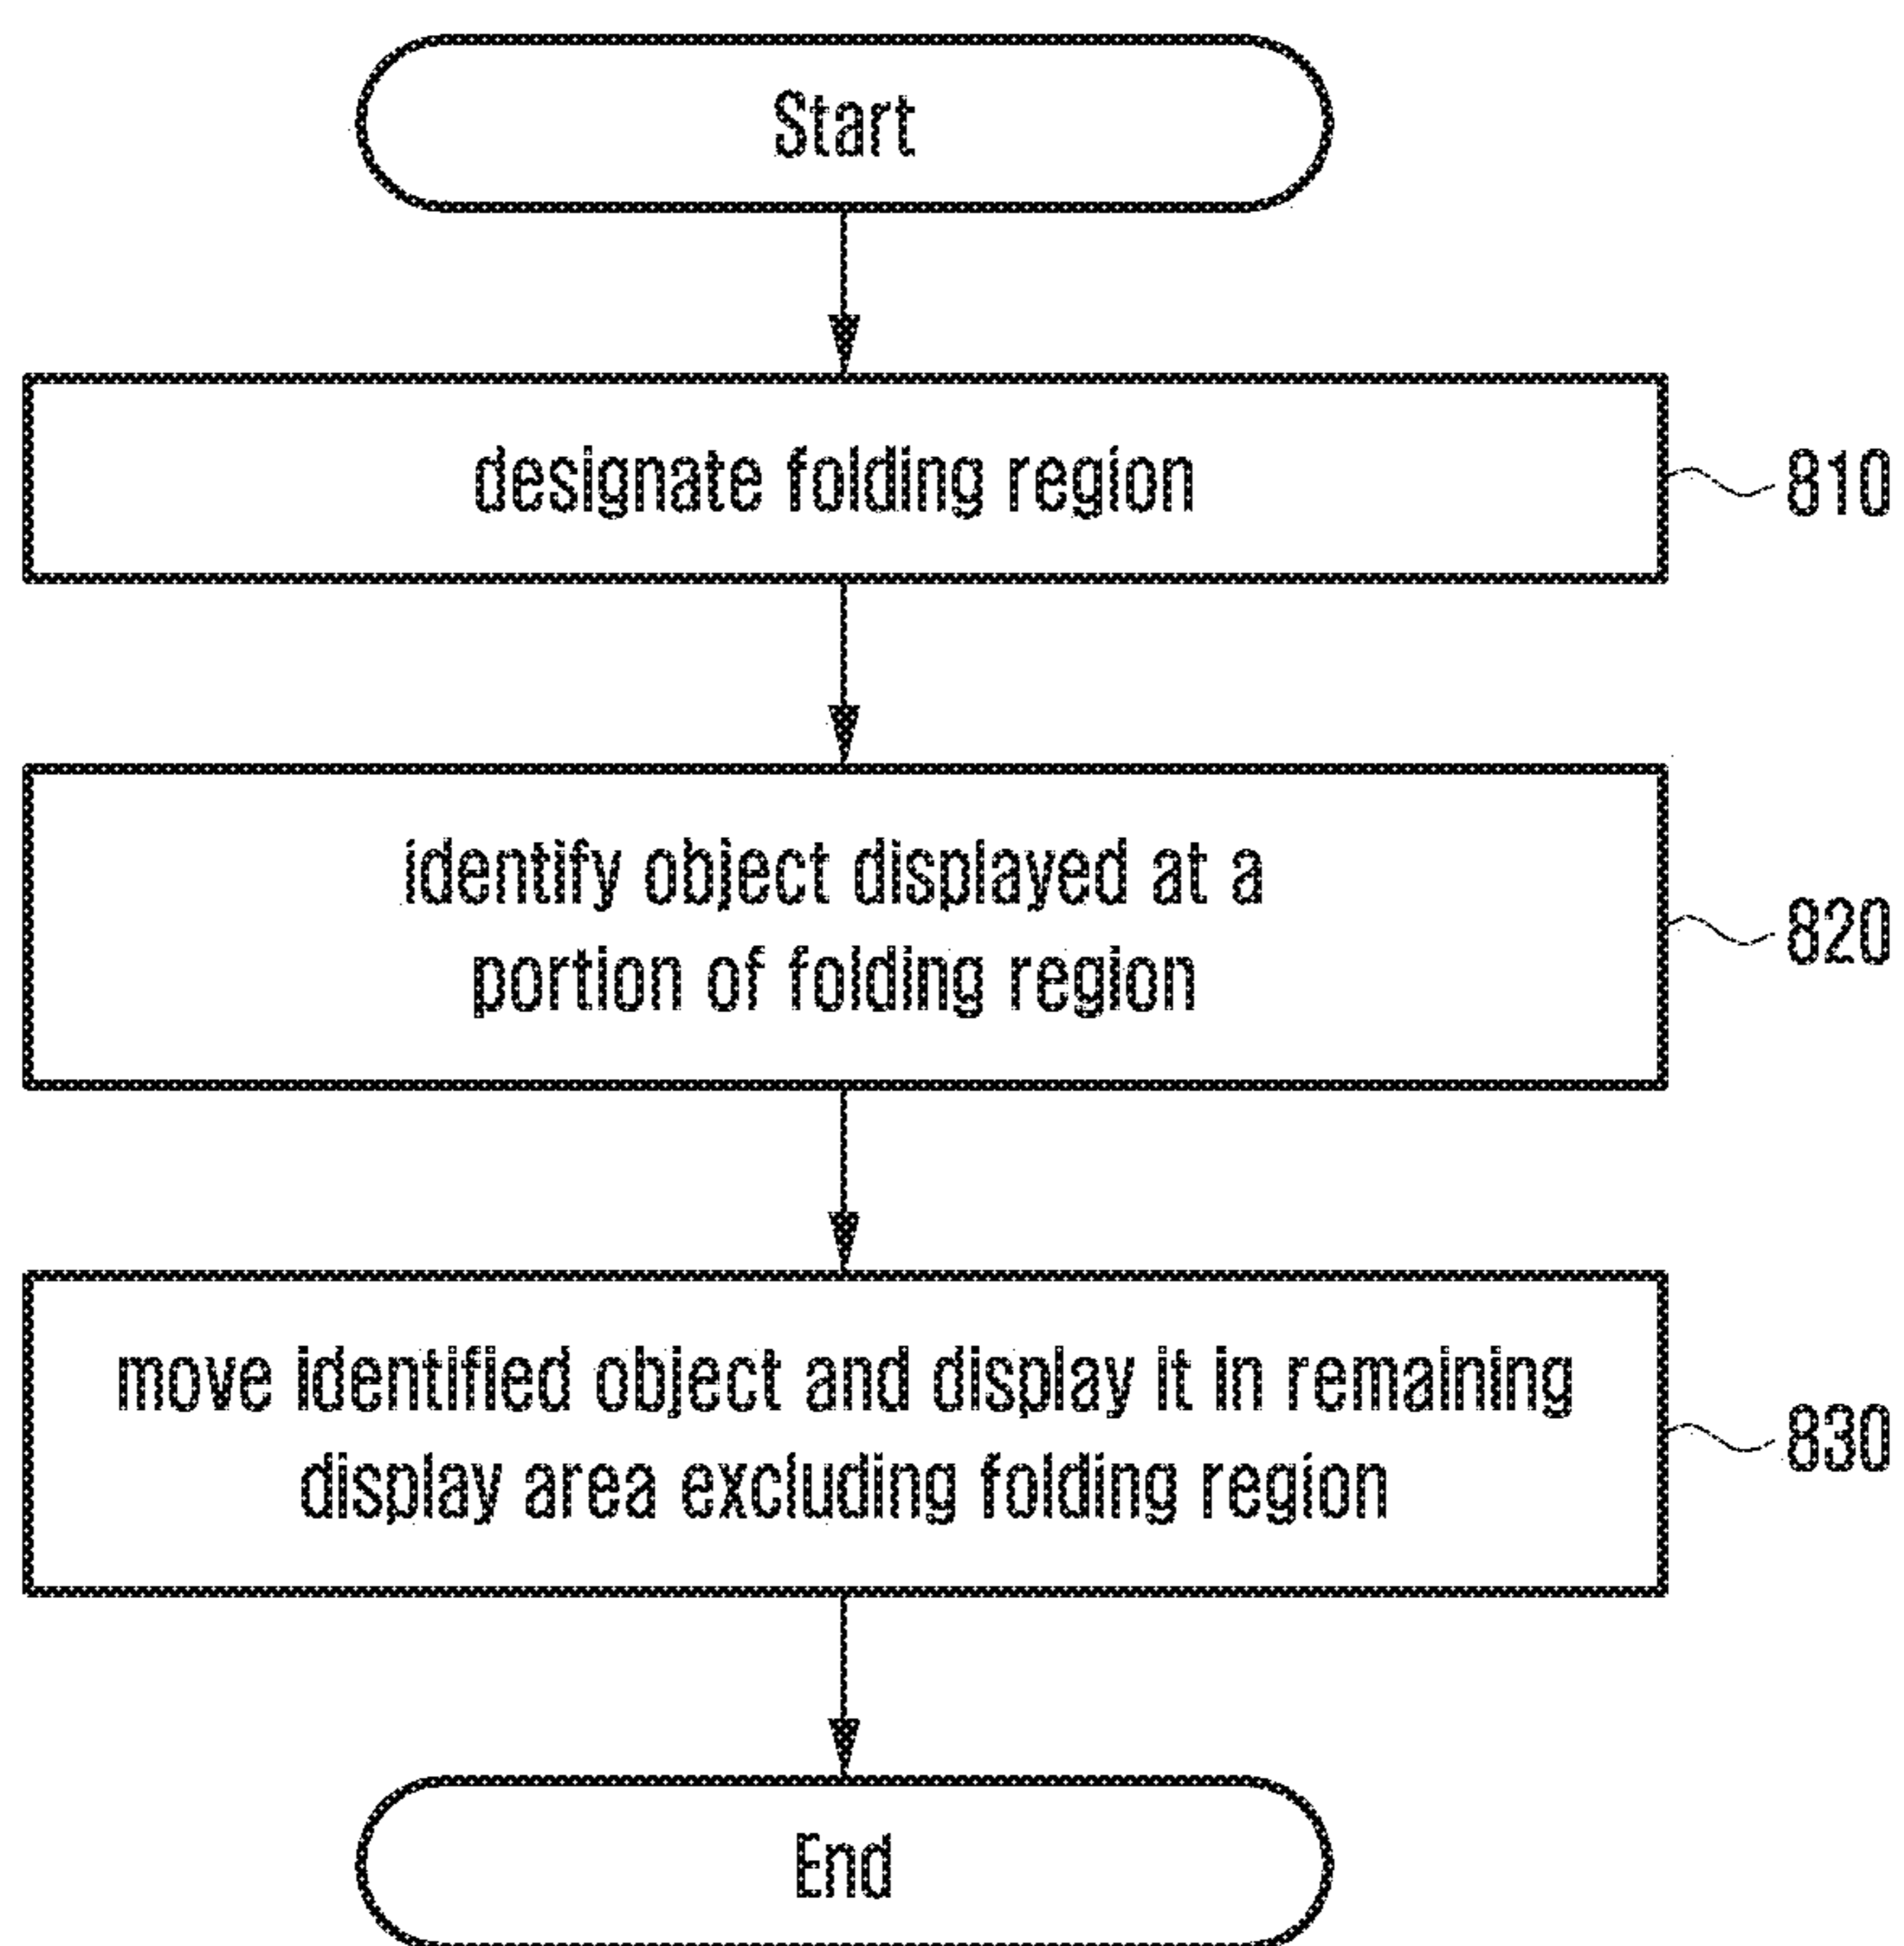 Start
designate folding region
810
identify object displayed at a
portion of folding region
820
move identified object and display it in remaining
display area excluding folding region
830
End